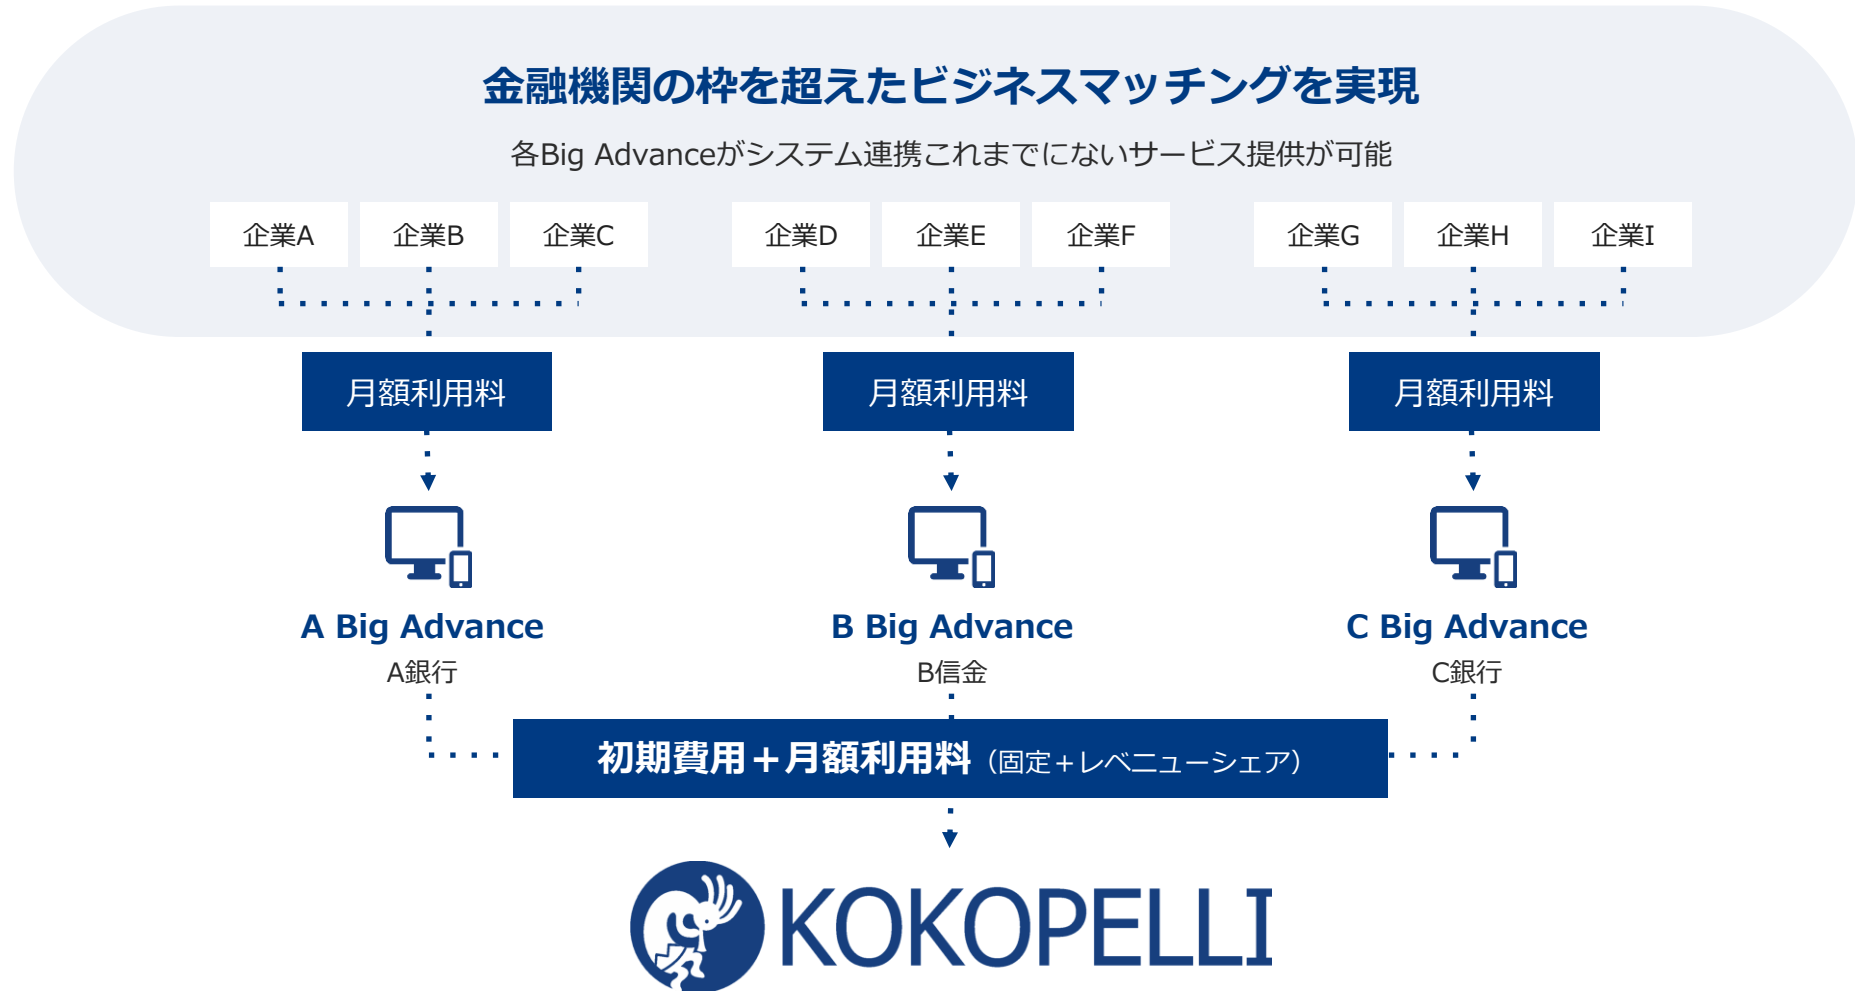 金融機関の枠を超えたビジネスマッチングを実現
各Big Advanceがシステム連携これまでにないサービス提供が可能
企業A 企業B 企業C 企業D 企業E 企業F 企業G 企業H 企業I
月額利用料 月額利用料 月額利用料
A Big Advance B Big Advance C Big Advance
A銀行 B信金 C銀行
初期費用＋月額利用料（固定＋レベニューシェア）
KOKOPELLI